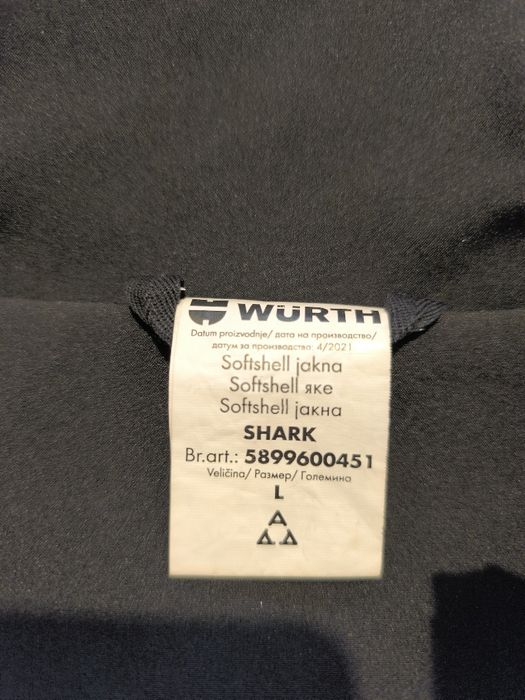 WÜRTH
Datum proizvodnje/ дата на производство/
датум за производство: 4/2021
Softshell jakna
Softshell яке
Softshell јакна
SHARK
Br.art.: 5899600451
Veličina/ Размер/ Големина
L